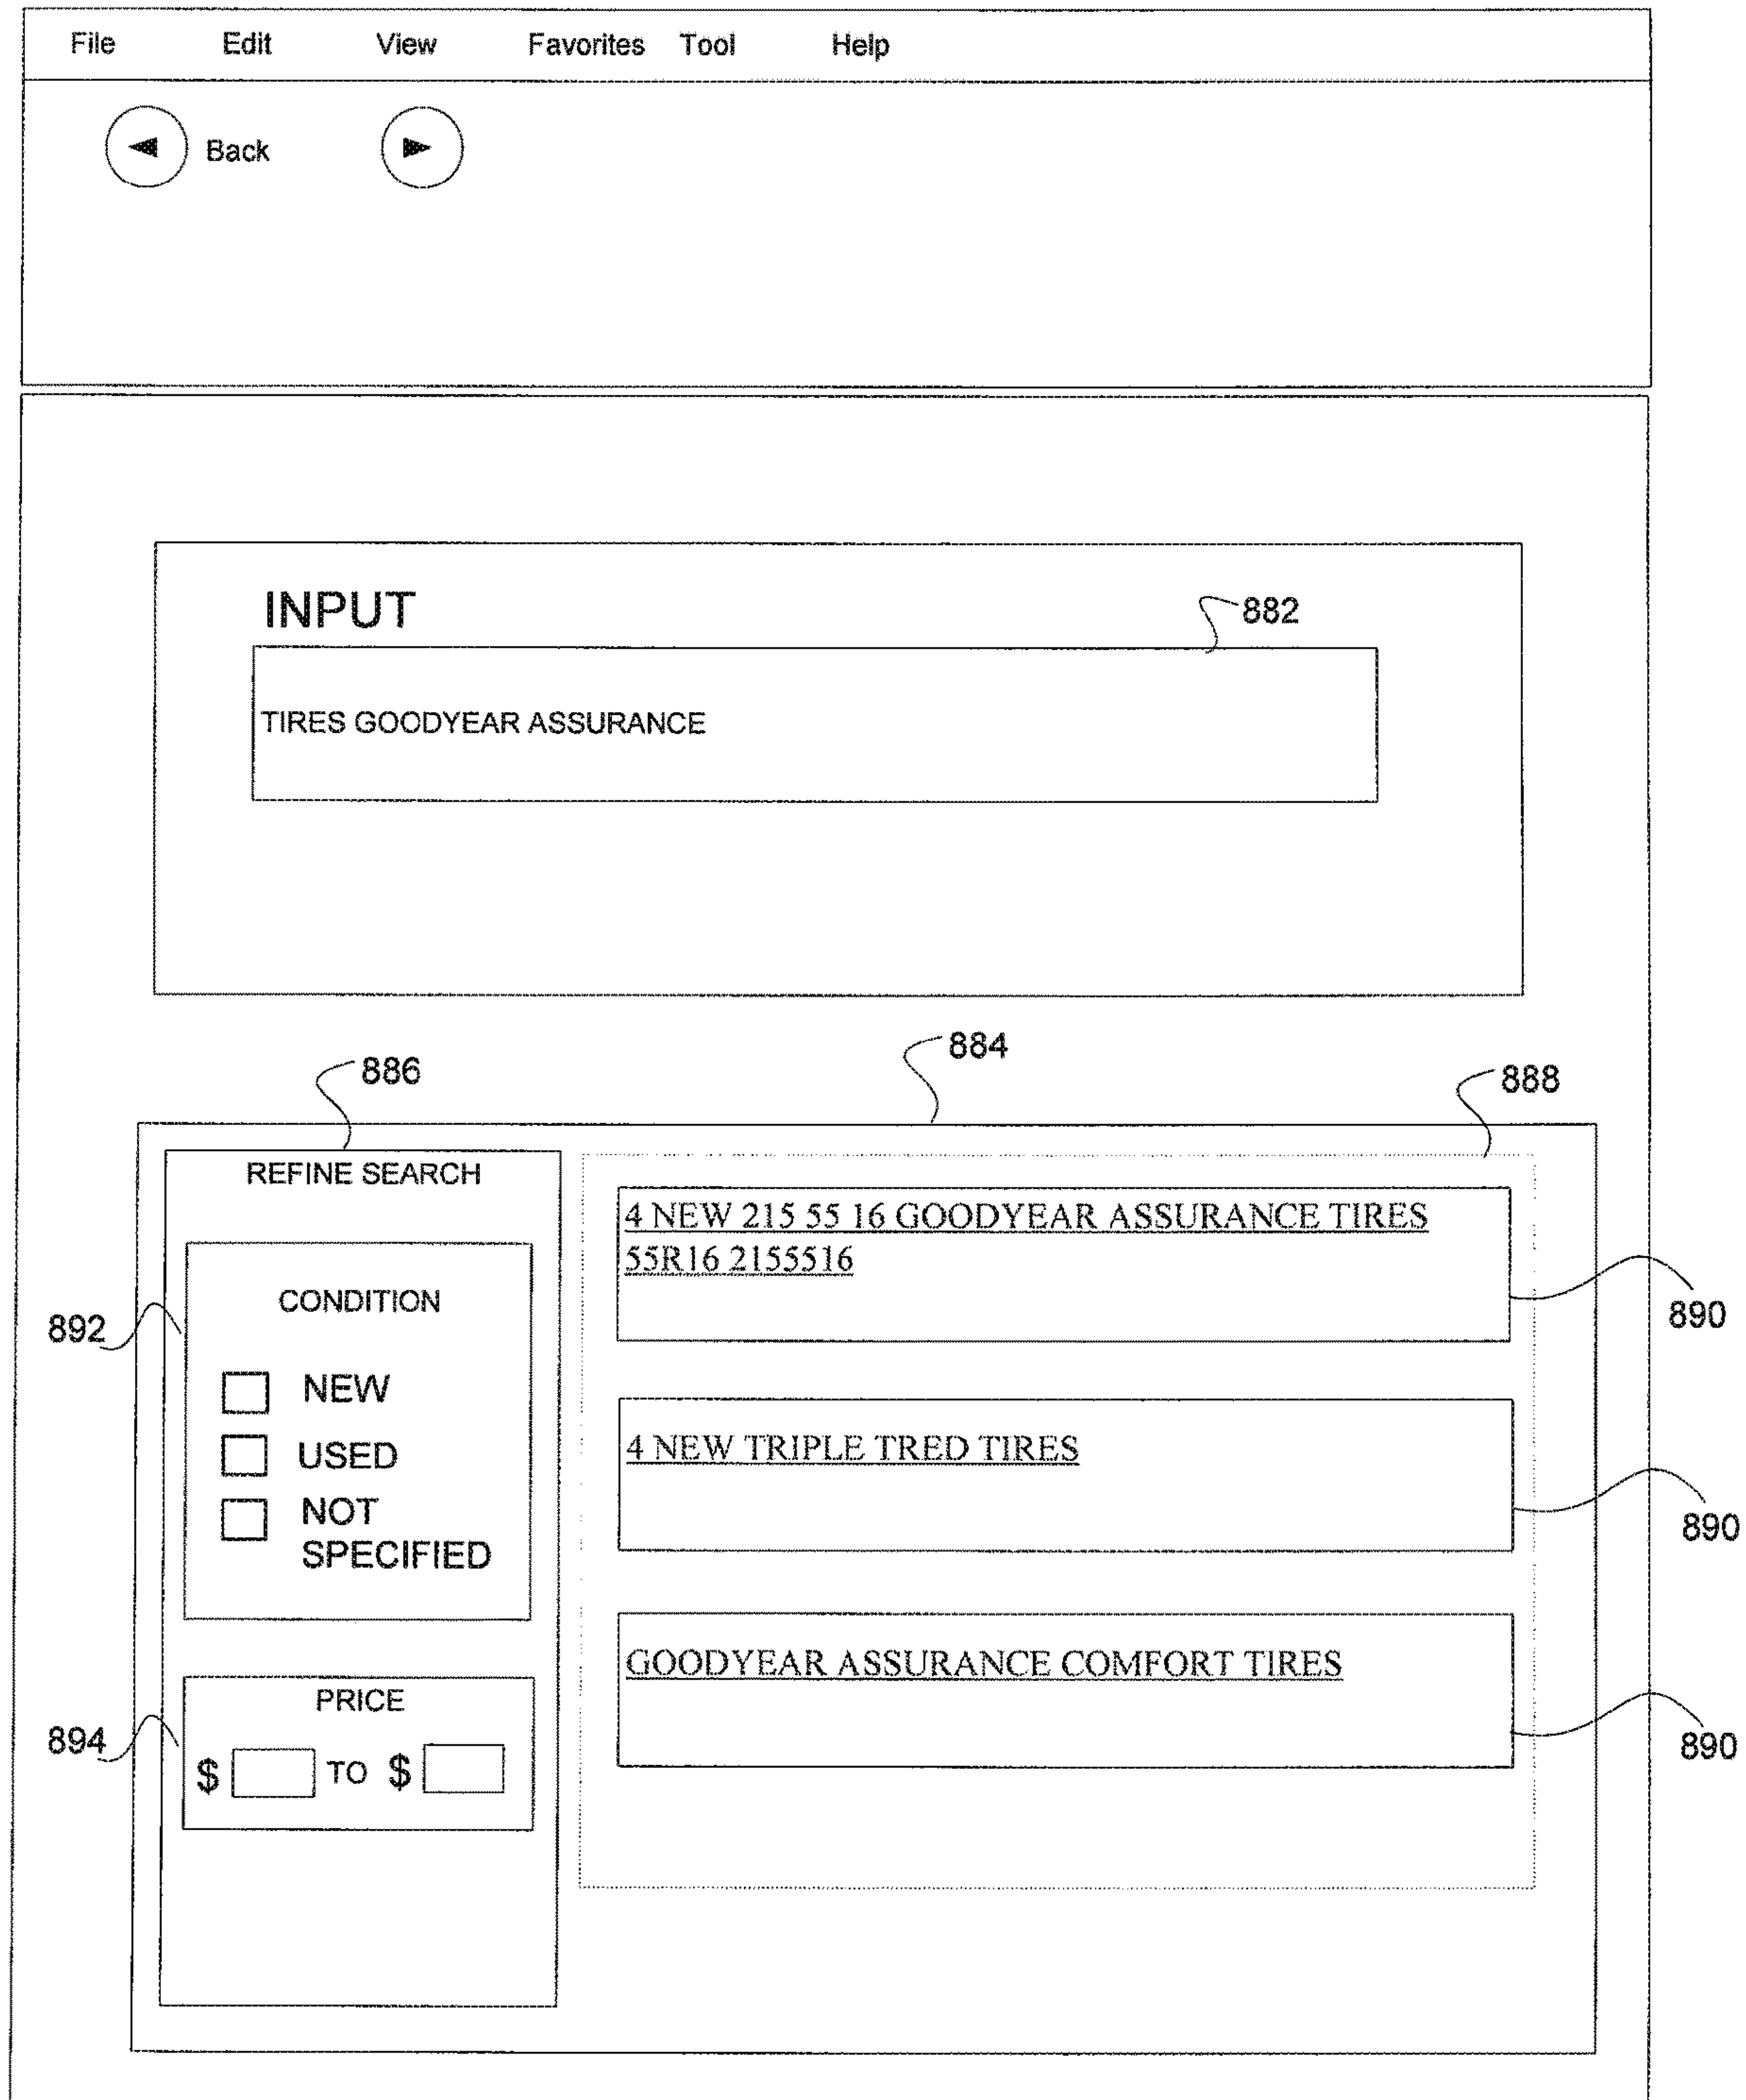 File Edit View Favorites Tool Help
Back
INPUT
882
TIRES GOODYEAR ASSURANCE
884
886
888
REFINE SEARCH
CONDITION
892
NEW
USED
NOT
SPECIFIED
PRICE
894
$ TO $
4 NEW 215 55 16 GOODYEAR ASSURANCE TIRES
55R16 2155516
890
4 NEW TRIPLE TRED TIRES
890
GOODYEAR ASSURANCE COMFORT TIRES
890